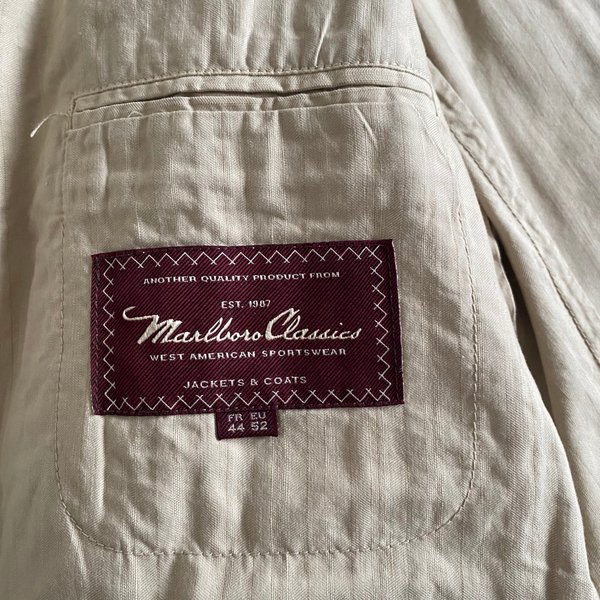 ANOTHER QUALITY PRODUCT FROM
EST. 1987
Marlboro Classics
WEST AMERICAN SPORTSWEAR
JACKETS & COATS
FR EU
44 52